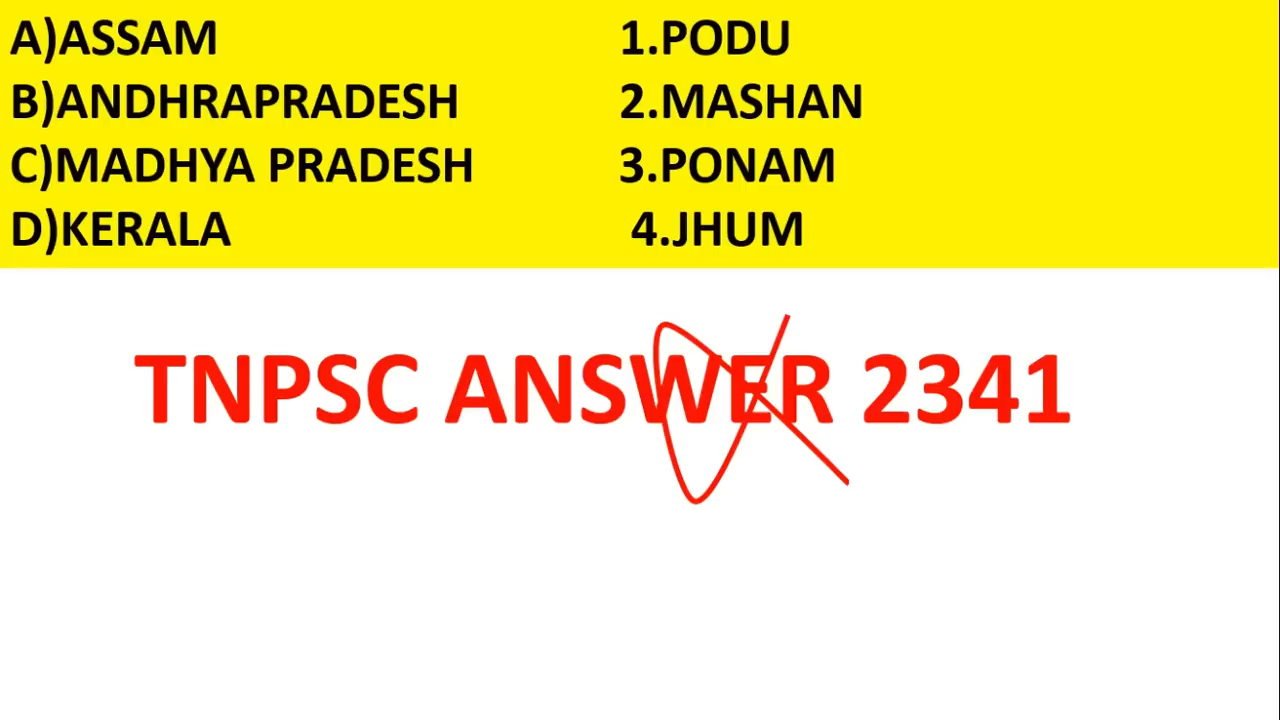 A)ASSAM 1.PODU
B)ANDHRAPRADESH 2.MASHAN
C)MADHYA PRADESH 3.PONAM
D)KERALA 4.JHUM
TNPSC ANSWER 2341